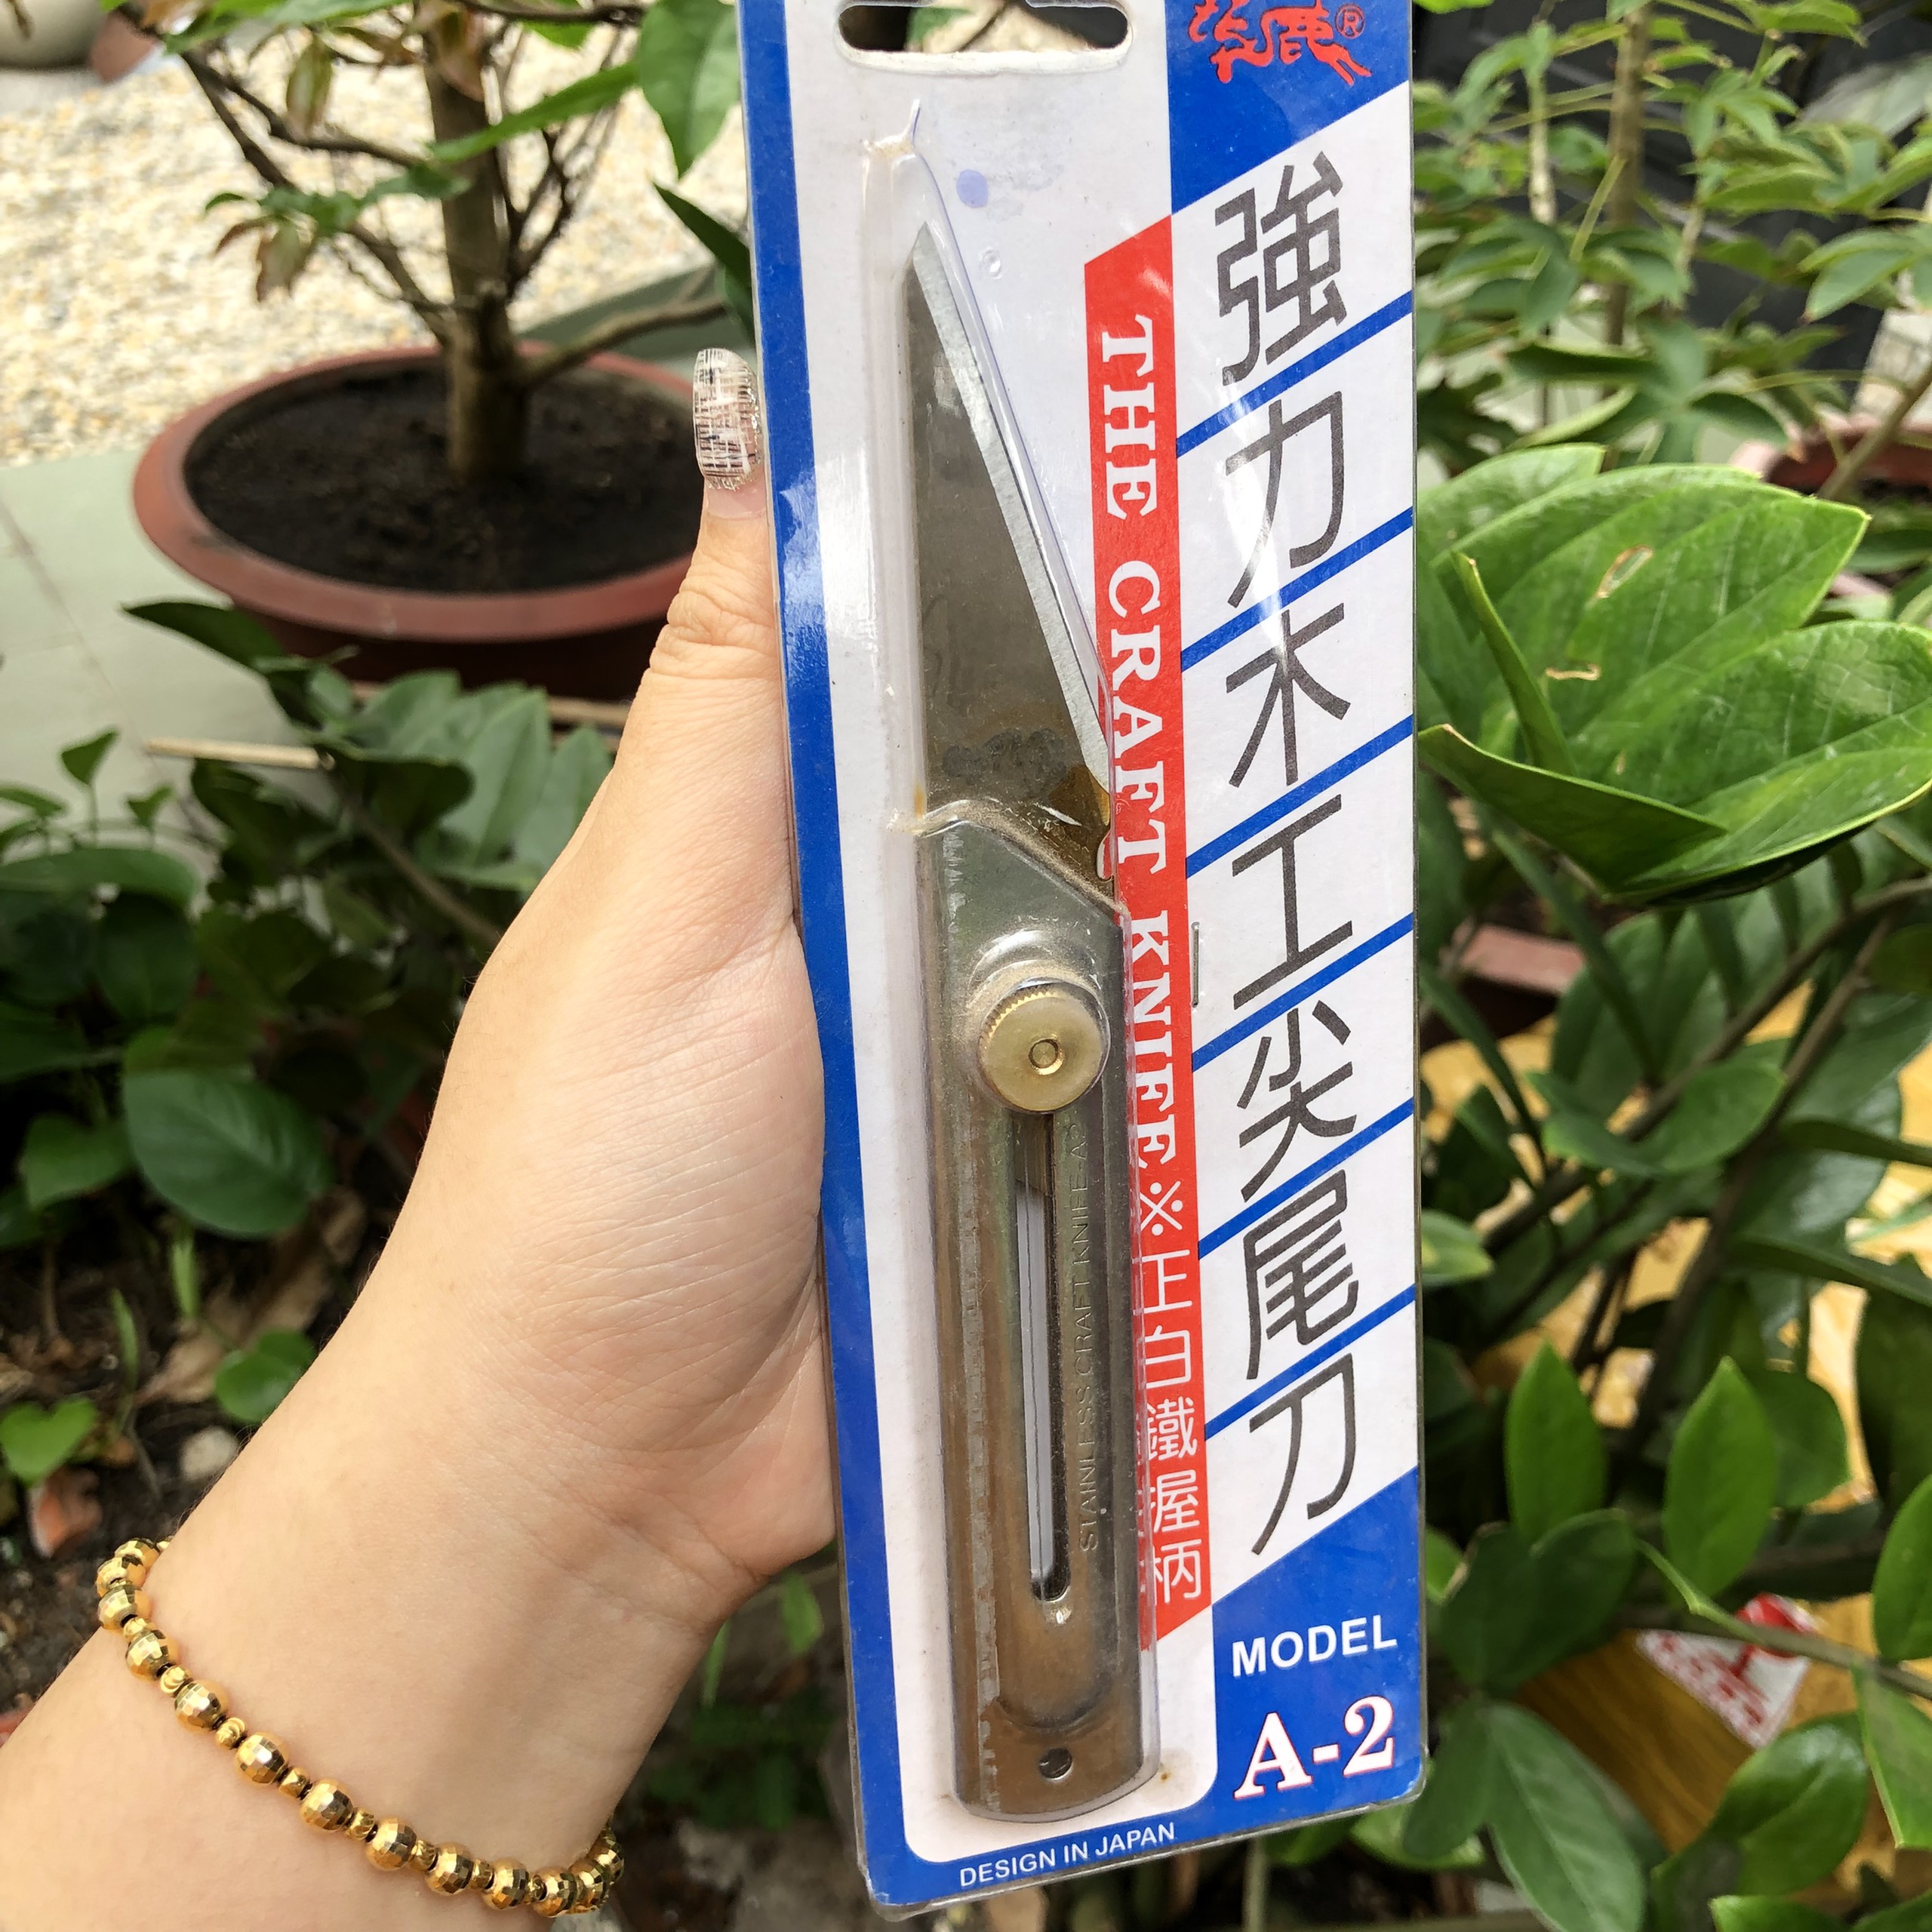 ®
強力木工尖尾刀
THE CRAFT KNIFE※正白鐵握柄
STAINLESS CRAFT KNIFE-A2
MODEL
A-2
DESIGN IN JAPAN